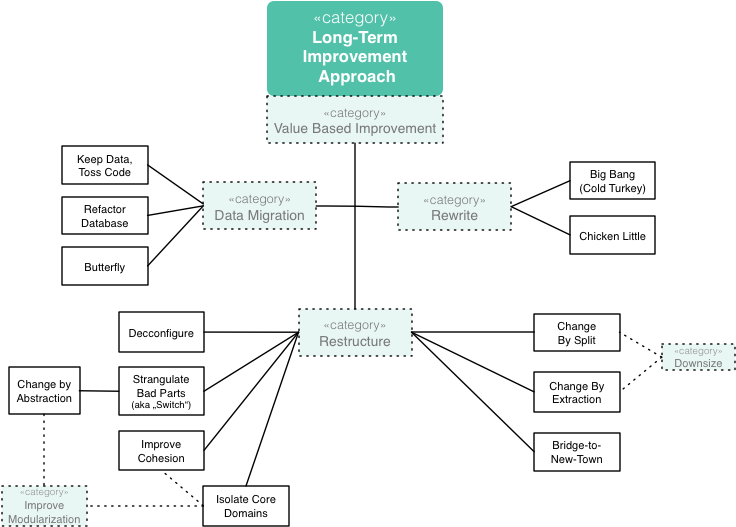 «category»
Long-Term
Improvement
Approach
«category»
Value Based Improvement
Keep Data,
Toss Code
Refactor
Database
Butterfly
«category»
Data Migration
«category»
Rewrite
Big Bang
(Cold Turkey)
Chicken Little
«category»
Restructure
Decconfigure
Change by
Abstraction
Strangulate
Bad Parts
(aka „Switch“)
Improve
Cohesion
Isolate Core
Domains
«category»
Improve
Modularization
Change
By Split
Change By
Extraction
Bridge-to-
New-Town
«category»
Downsize